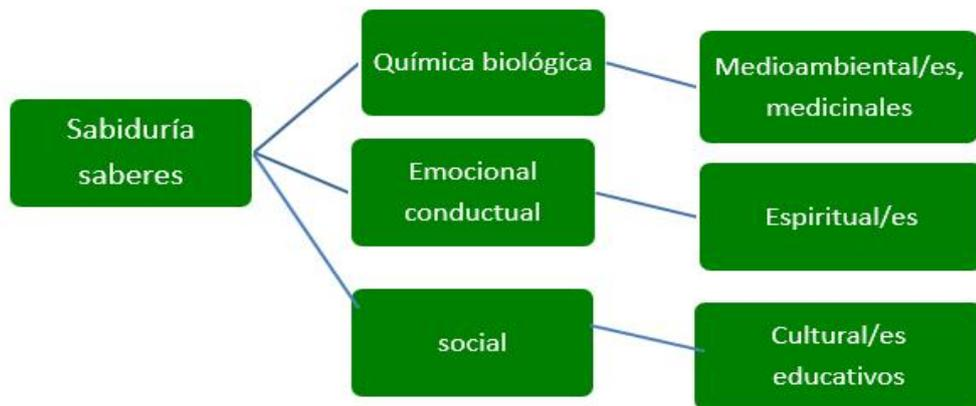 Sabiduría
saberes
Química biológica
Medioambiental/es,
medicinales
Emocional
conductual
Espiritual/es
social
Cultural/es
educativos